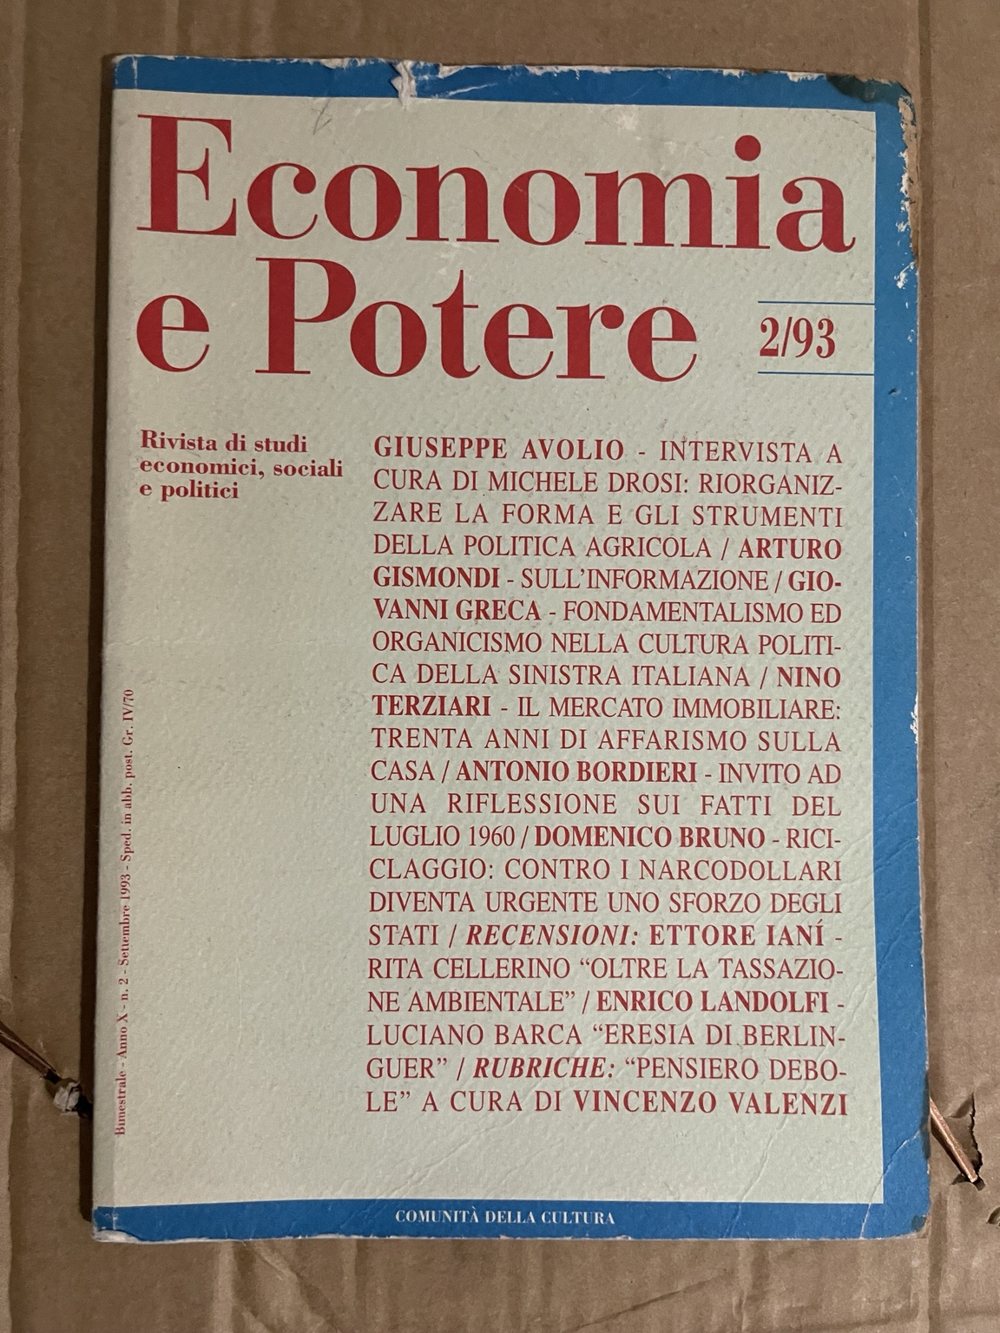 Economia
e Potere
2/93
Rivista di studi
economici, sociali
e politici
GIUSEPPE AVOLIO - INTERVISTA A
CURA DI MICHELE DROSI: RIORGANIZ-
ZARE LA FORMA E GLI STRUMENTI
DELLA POLITICA AGRICOLA / ARTURO
GISMONDI - SULL'INFORMAZIONE / GIO-
VANNI GRECA - FONDAMENTALISMO ED
ORGANICISMO NELLA CULTURA POLITI-
CA DELLA SINISTRA ITALIANA / NINO
TERZIARI - IL MERCATO IMMOBILIARE:
TRENTA ANNI DI AFFARISMO SULLA
CASA / ANTONIO BORDIERI - INVITO AD
UNA RIFLESSIONE SUI FATTI DEL
LUGLIO 1960 / DOMENICO BRUNO - RICI-
CLAGGIO: CONTRO I NARCODOLLARI
DIVENTA URGENTE UNO SFORZO DEGLI
STATI / RECENSIONI: ETTORE IANÍ -
RITA CELLERINO “OLTRE LA TASSAZIO-
NE AMBIENTALE” / ENRICO LANDOLFI -
LUCIANO BARCA “ERESIA DI BERLIN-
GUER” / RUBRICHE: “PENSIERO DEBO-
LE” A CURA DI VINCENZO VALENZI
Bimestrale - Anno X - n. 2 - Settembre 1993 - Sped. in abb. post. Gr. IV/70
COMUNITÀ DELLA CULTURA